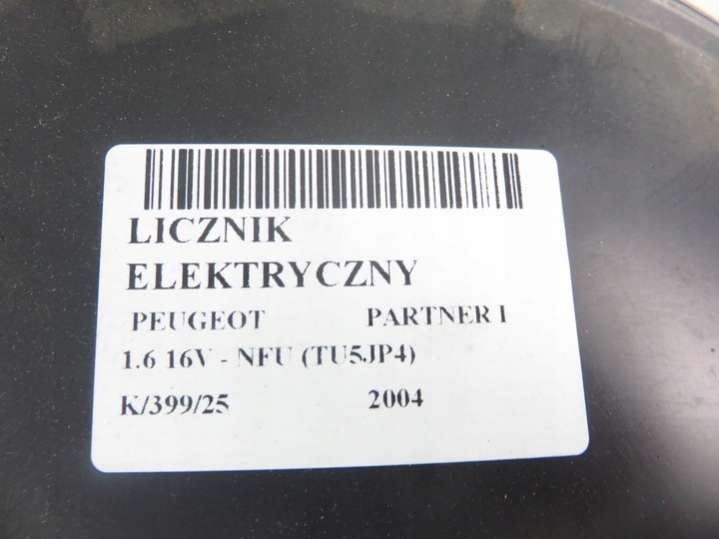 LICZNIK
ELEKTRYCZNY
PEUGEOT PARTNER I
1.6 16V - NFU (TU5JP4)
K/399/25 2004